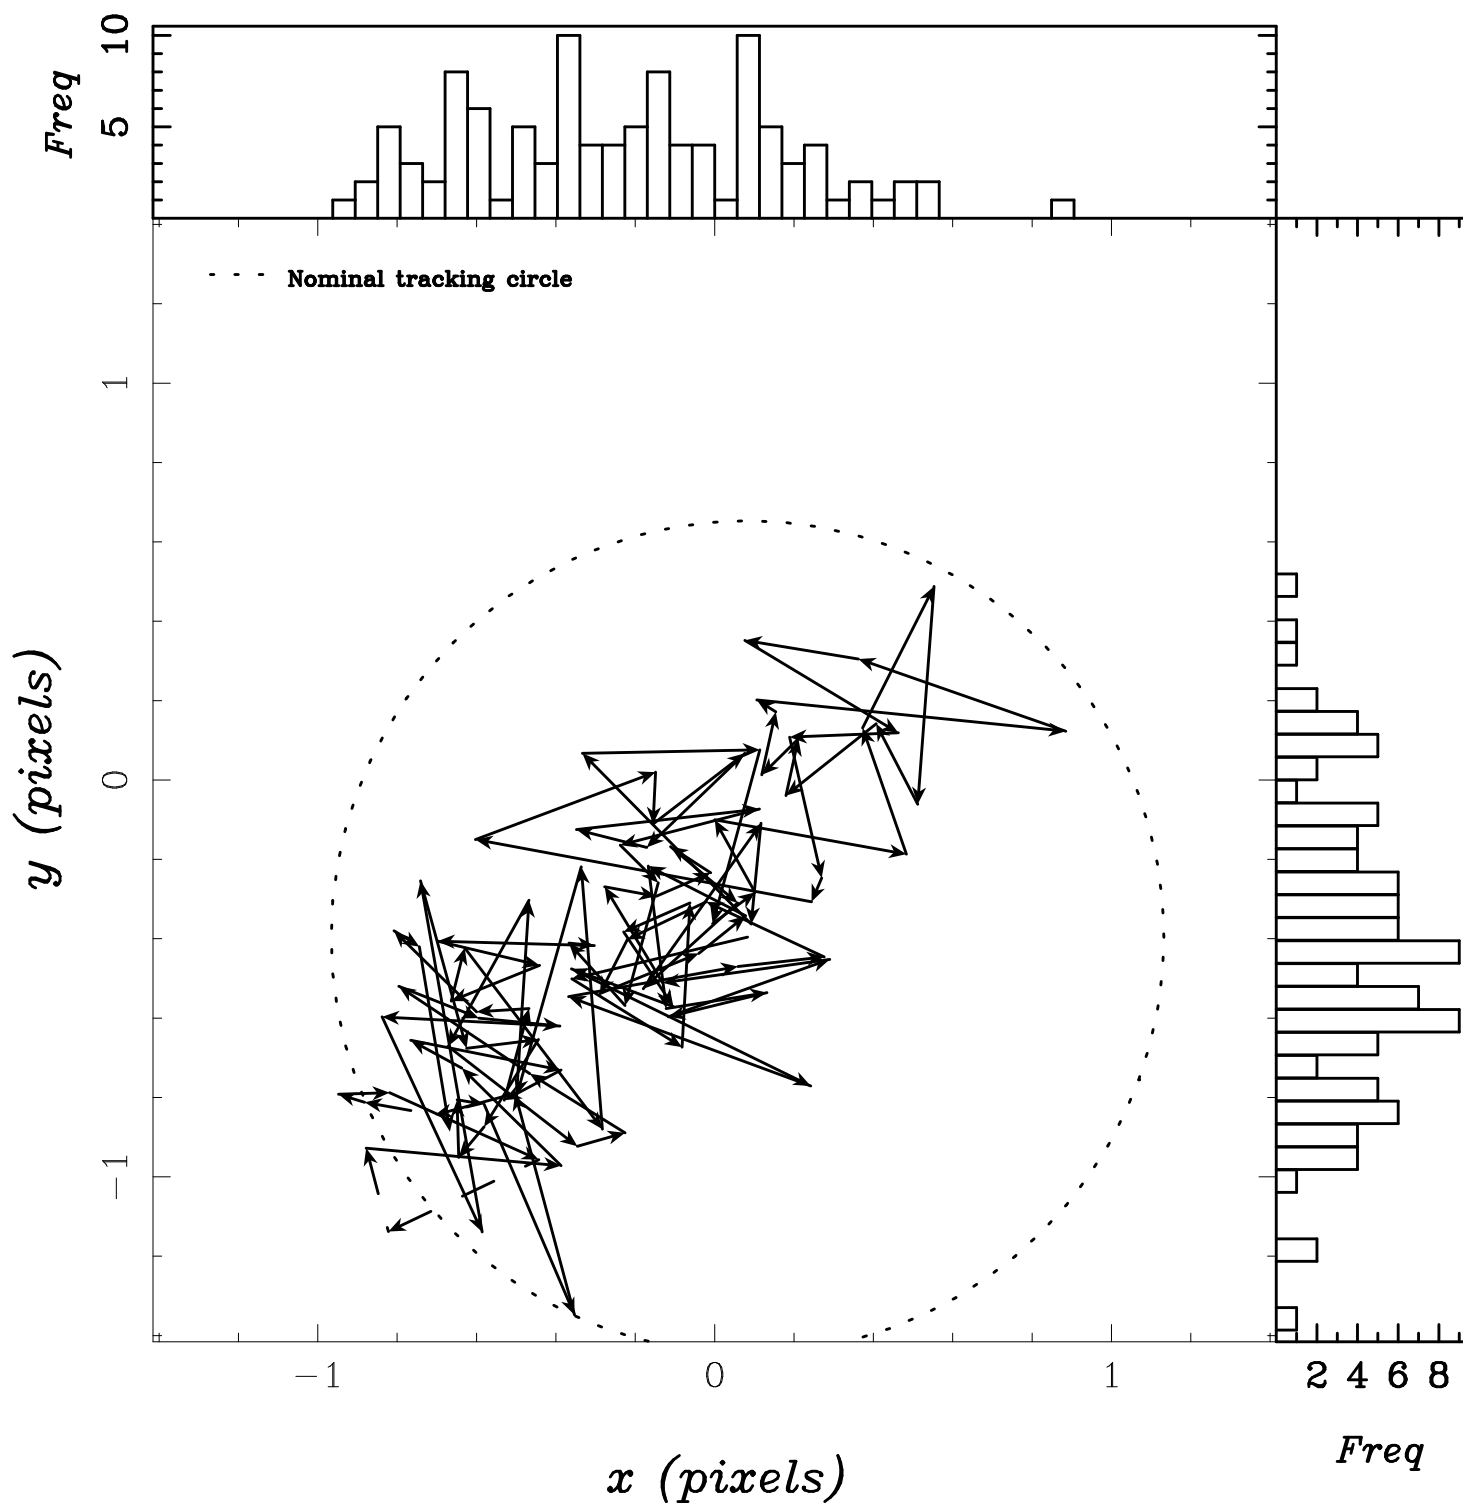 10
5
Freq
Nominal tracking circle
1
0
−1
y (pixels)
−1 0 1
2 4 6 8
x (pixels)
Freq